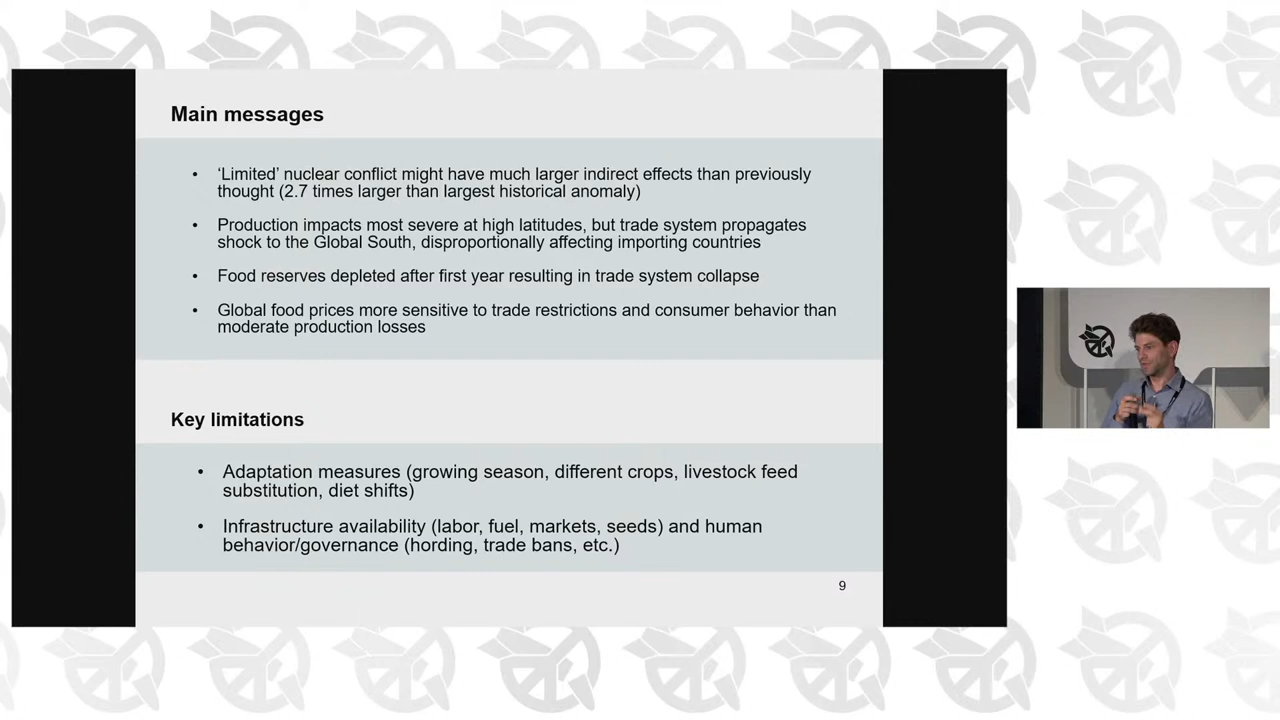 Main messages
• ‘Limited’ nuclear conflict might have much larger indirect effects than previously
thought (2.7 times larger than largest historical anomaly)
• Production impacts most severe at high latitudes, but trade system propagates
shock to the Global South, disproportionally affecting importing countries
• Food reserves depleted after first year resulting in trade system collapse
• Global food prices more sensitive to trade restrictions and consumer behavior than
moderate production losses
Key limitations
• Adaptation measures (growing season, different crops, livestock feed
substitution, diet shifts)
• Infrastructure availability (labor, fuel, markets, seeds) and human
behavior/governance (hording, trade bans, etc.)
9